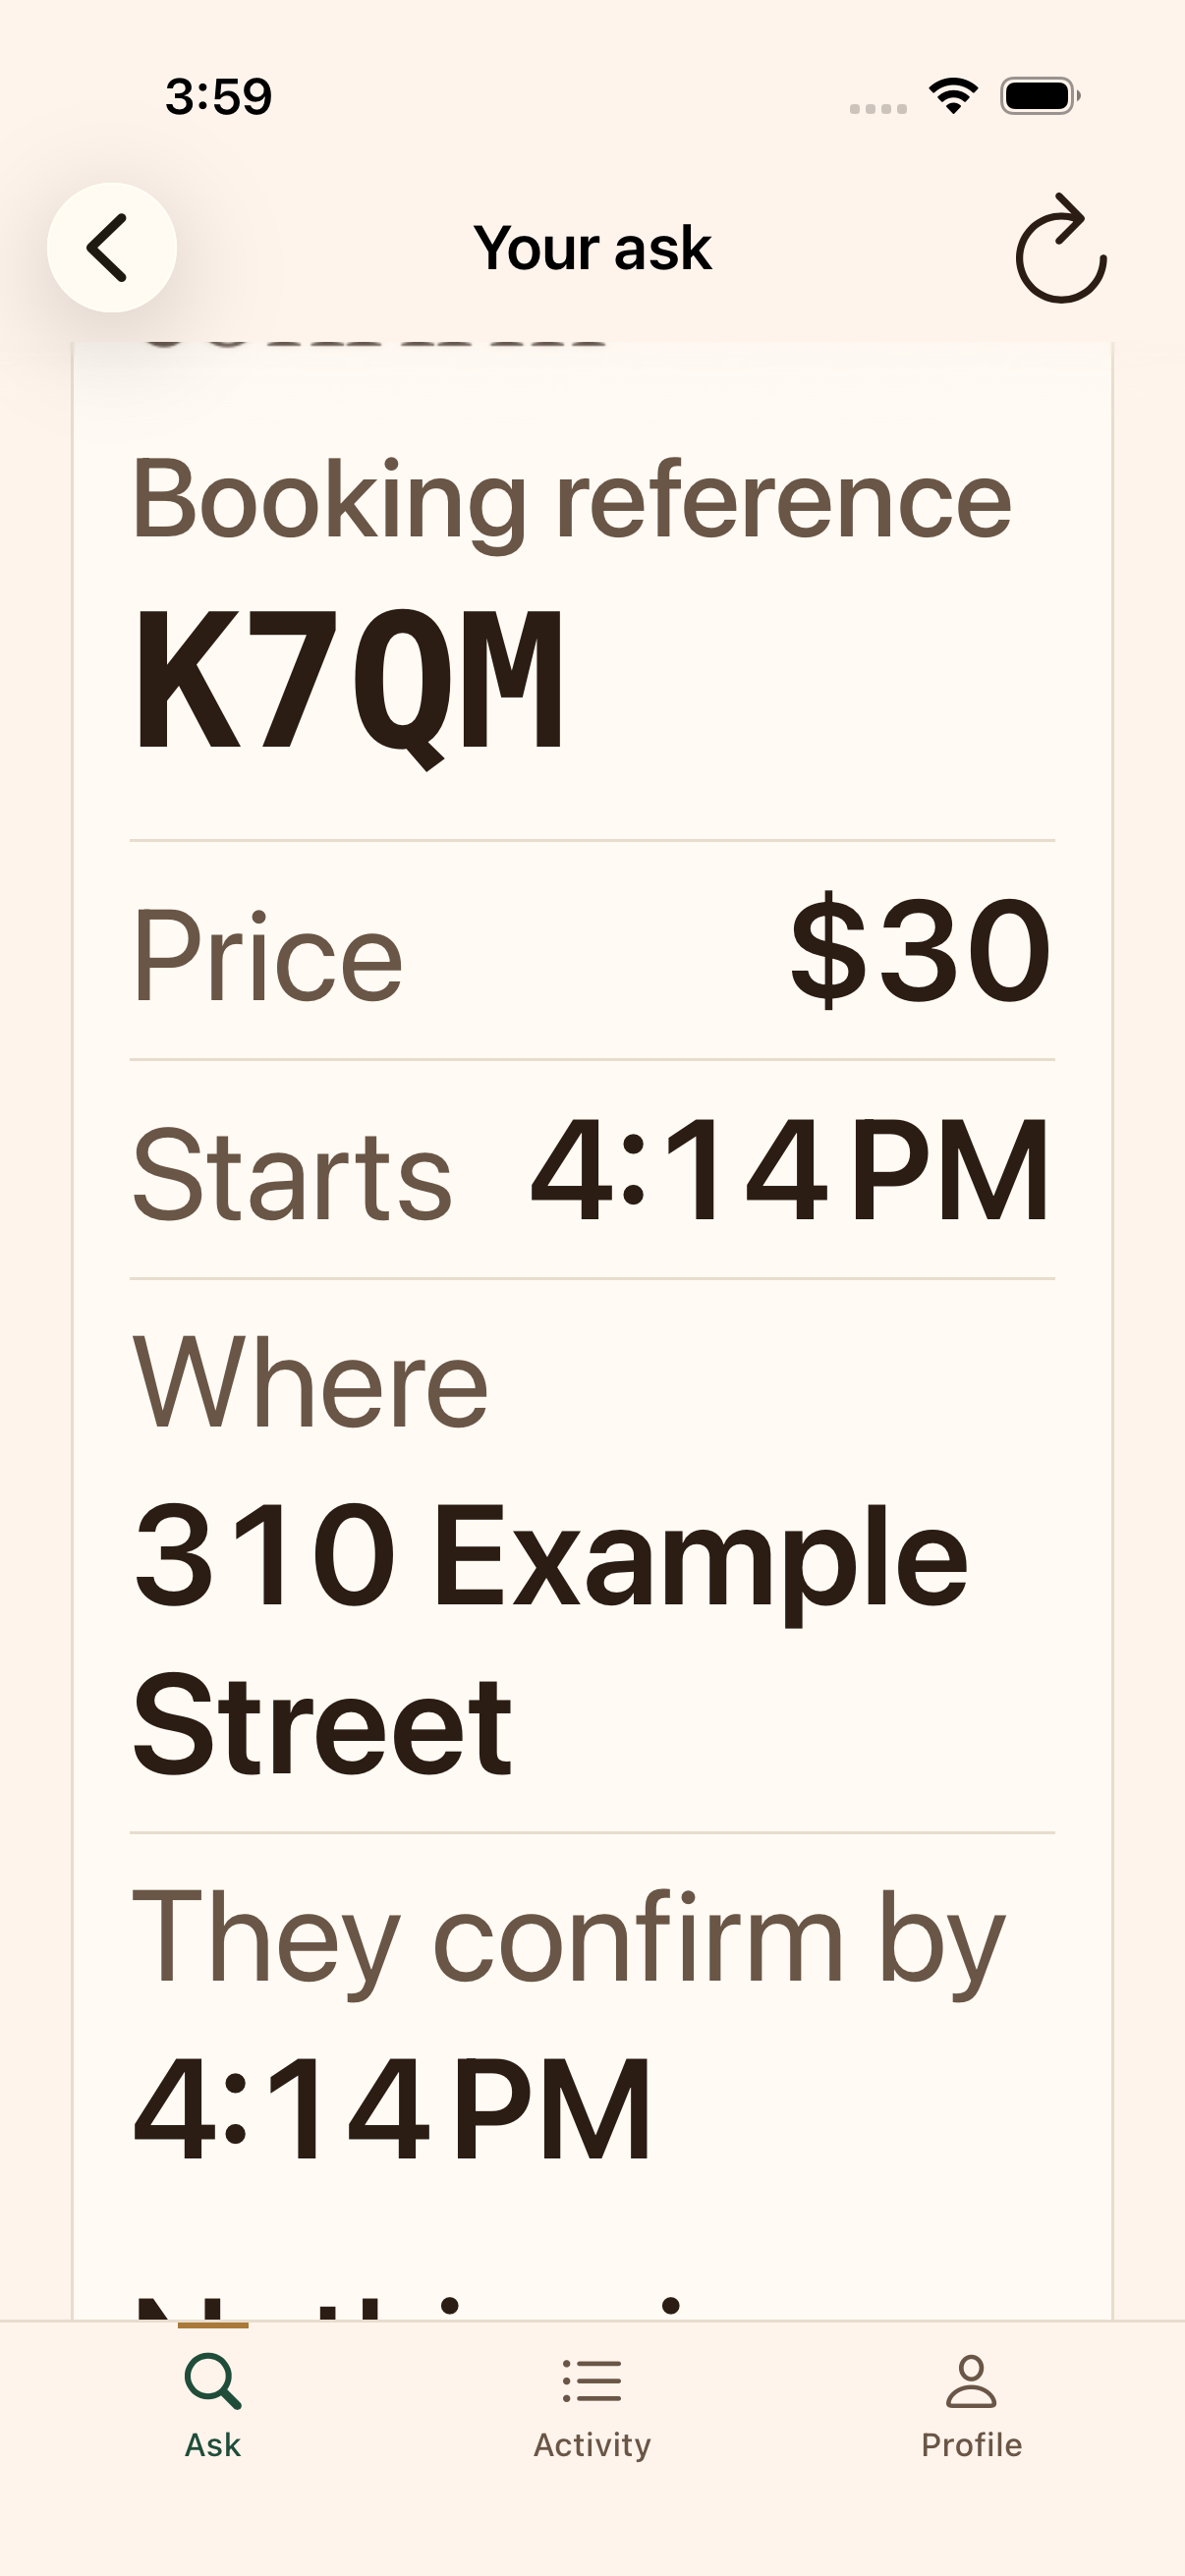 3:59
Your ask
Booking reference
K7QM
Price $30
Starts 4:14 PM
Where
310 Example
Street
They confirm by
4:14 PM
Ask Activity Profile